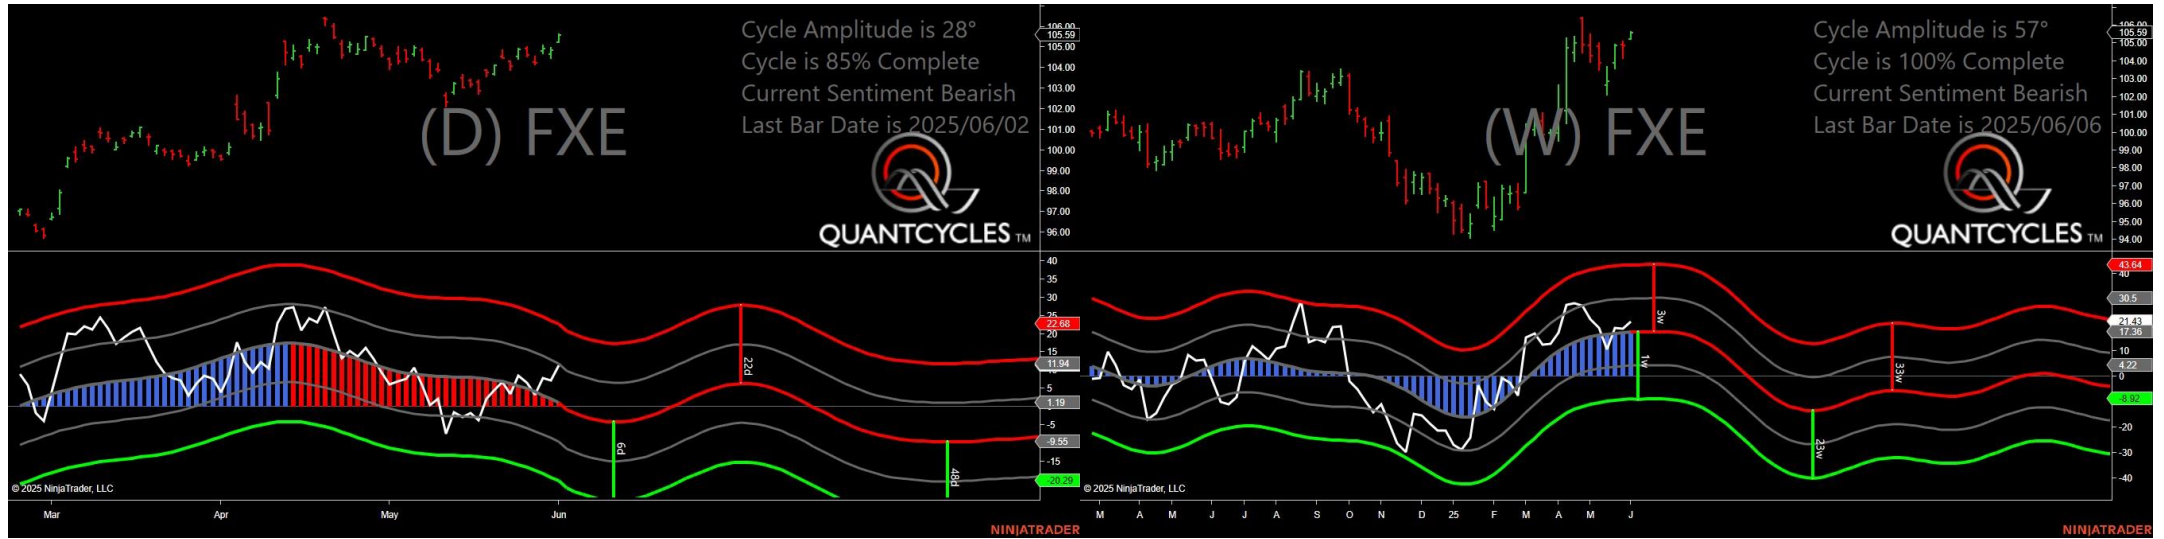 Cycle Amplitude is 28°
Cycle is 85% Complete
Current Sentiment Bearish
Last Bar Date is 2025/06/02
(D) FXE
QUANTCYCLES TM
106.00
105.59
105.00
104.00
103.00
102.00
101.00
100.00
99.00
98.00
97.00
96.00
40
35
30
25
22.68
20
15
11.94
5
1.19
-5
-9.55
-15
-20.29
22d
6d
48d
© 2025 NinjaTrader, LLC
Mar
Apr
May
Jun
NINJATRADER
Cycle Amplitude is 57°
Cycle is 100% Complete
Current Sentiment Bearish
Last Bar Date is 2025/06/06
(W) FXE
QUANTCYCLES TM
106.00
105.59
105.00
104.00
103.00
102.00
101.00
100.00
99.00
98.00
97.00
96.00
95.00
94.00
43.64
40
30.5
21.43
17.36
10
4.22
0
-8.92
-20
-30
-40
3w
1w
33w
23w
© 2025 NinjaTrader, LLC
M A M J J A S O N D 25 F M A M J
NINJATRADER